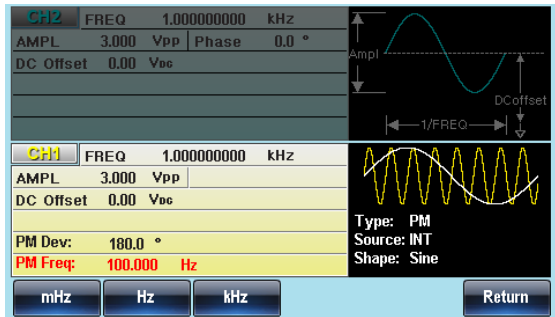 CH2 FREQ 1.000000000 kHz
AMPL 3.000 Vpp Phase 0.0 °
DC Offset 0.00 VDC
Ampl
DCoffset
1/FREQ
CH1 FREQ 1.000000000 kHz
AMPL 3.000 Vpp
DC Offset 0.00 VDC
PM Dev: 180.0 °
PM Freq: 100.000 Hz
Type: PM
Source: INT
Shape: Sine
mHz Hz kHz Return